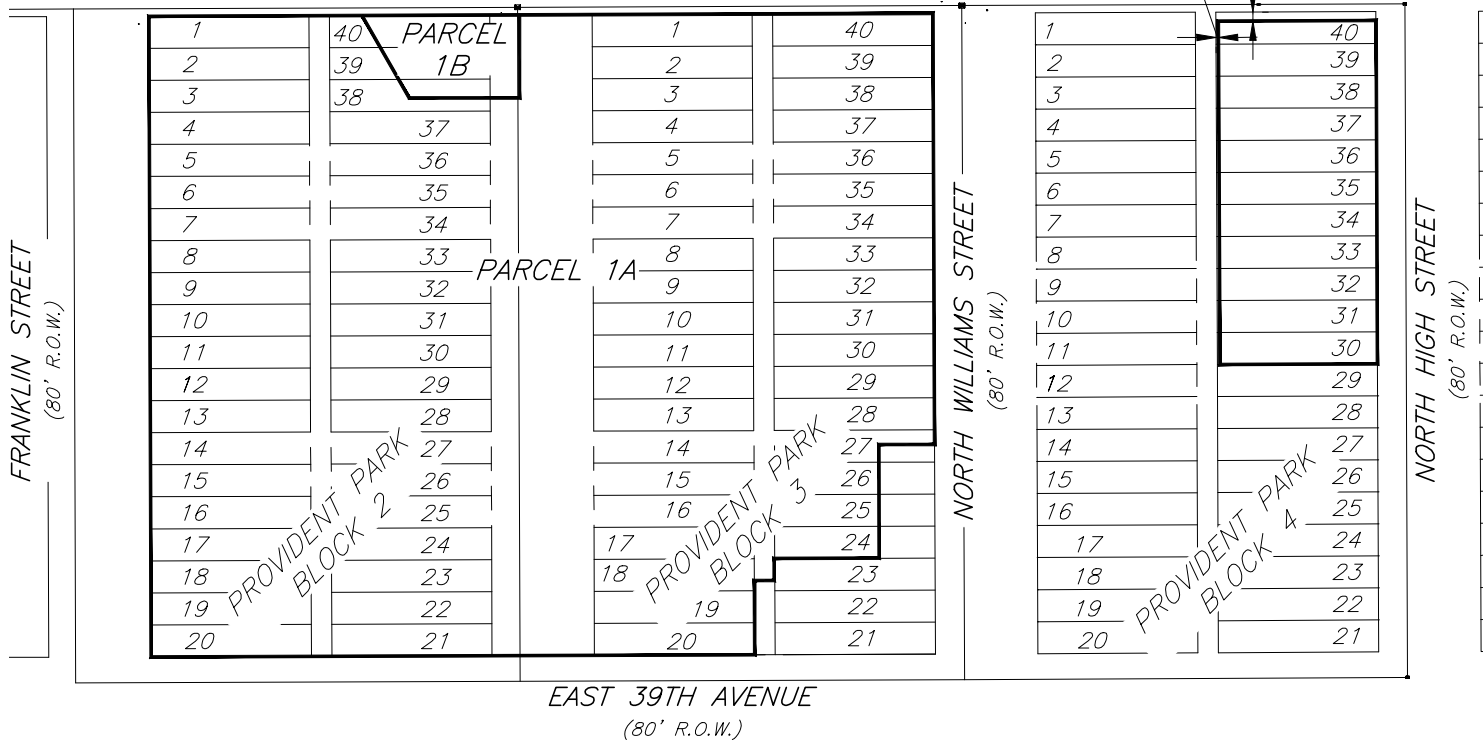 1 40 PARCEL 1 40 1 40
2 39 1B 2 39 2 39
3 38 3 38 3 38
4 37 4 37 4 37
5 36 5 36 5 36
6 35 6 35 6 35
7 34 7 34 7 34
8 33 PARCEL 1A 8 33 8 33
9 32 9 32 9 32
10 31 10 31 10 31
11 30 11 30 11 30
12 29 12 29 12 29
13 28 13 28 13 28
14 27 14 27 14 27
15 26 15 26 15 26
16 25 16 25 16 25
17 24 17 24 17 24
18 23 18 23 18 23
19 22 19 22 19 22
20 21 20 21 20 21
FRANKLIN STREET
(80' R.O.W.)
PROVIDENT PARK
BLOCK 2
PROVIDENT PARK
BLOCK 3
NORTH WILLIAMS STREET
(80' R.O.W.)
PROVIDENT PARK
BLOCK 4
NORTH HIGH STREET
(80' R.O.W.)
EAST 39TH AVENUE
(80' R.O.W.)